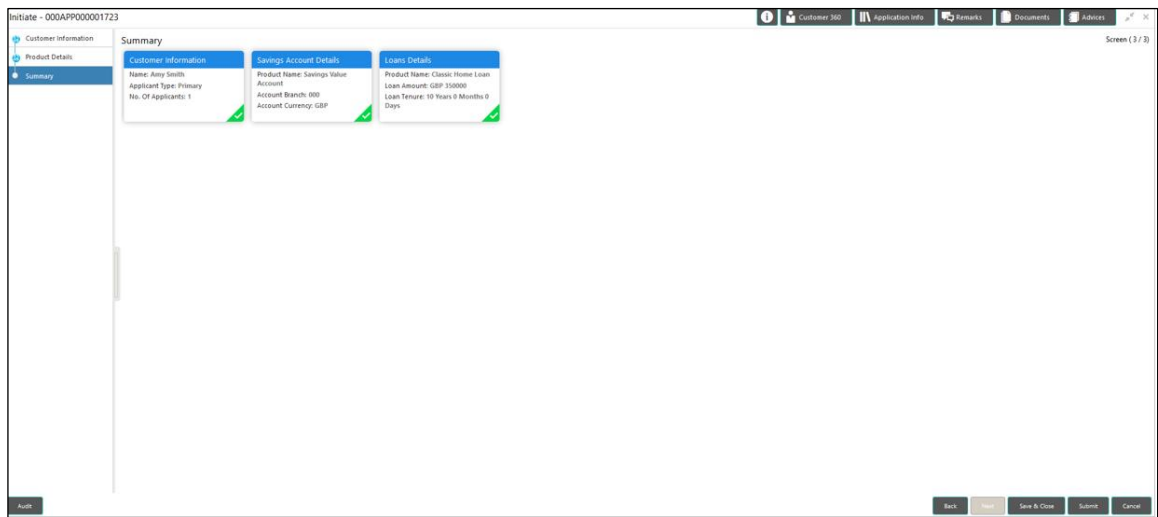 Initiate - 000APP000001723
Customer 360
Application Info
Remarks
Documents
Advices
Customer Information
Product Details
Summary
Summary
Screen ( 3 / 3)
Customer Information
Name: Amy Smith
Applicant Type: Primary
No. Of Applicants: 1
Savings Account Details
Product Name: Savings Value
Account
Account Branch: 000
Account Currency: GBP
Loans Details
Product Name: Classic Home Loan
Loan Amount: GBP 350000
Loan Tenure: 10 Years 0 Months 0
Days
Audit
Back
Next
Save & Close
Submit
Cancel